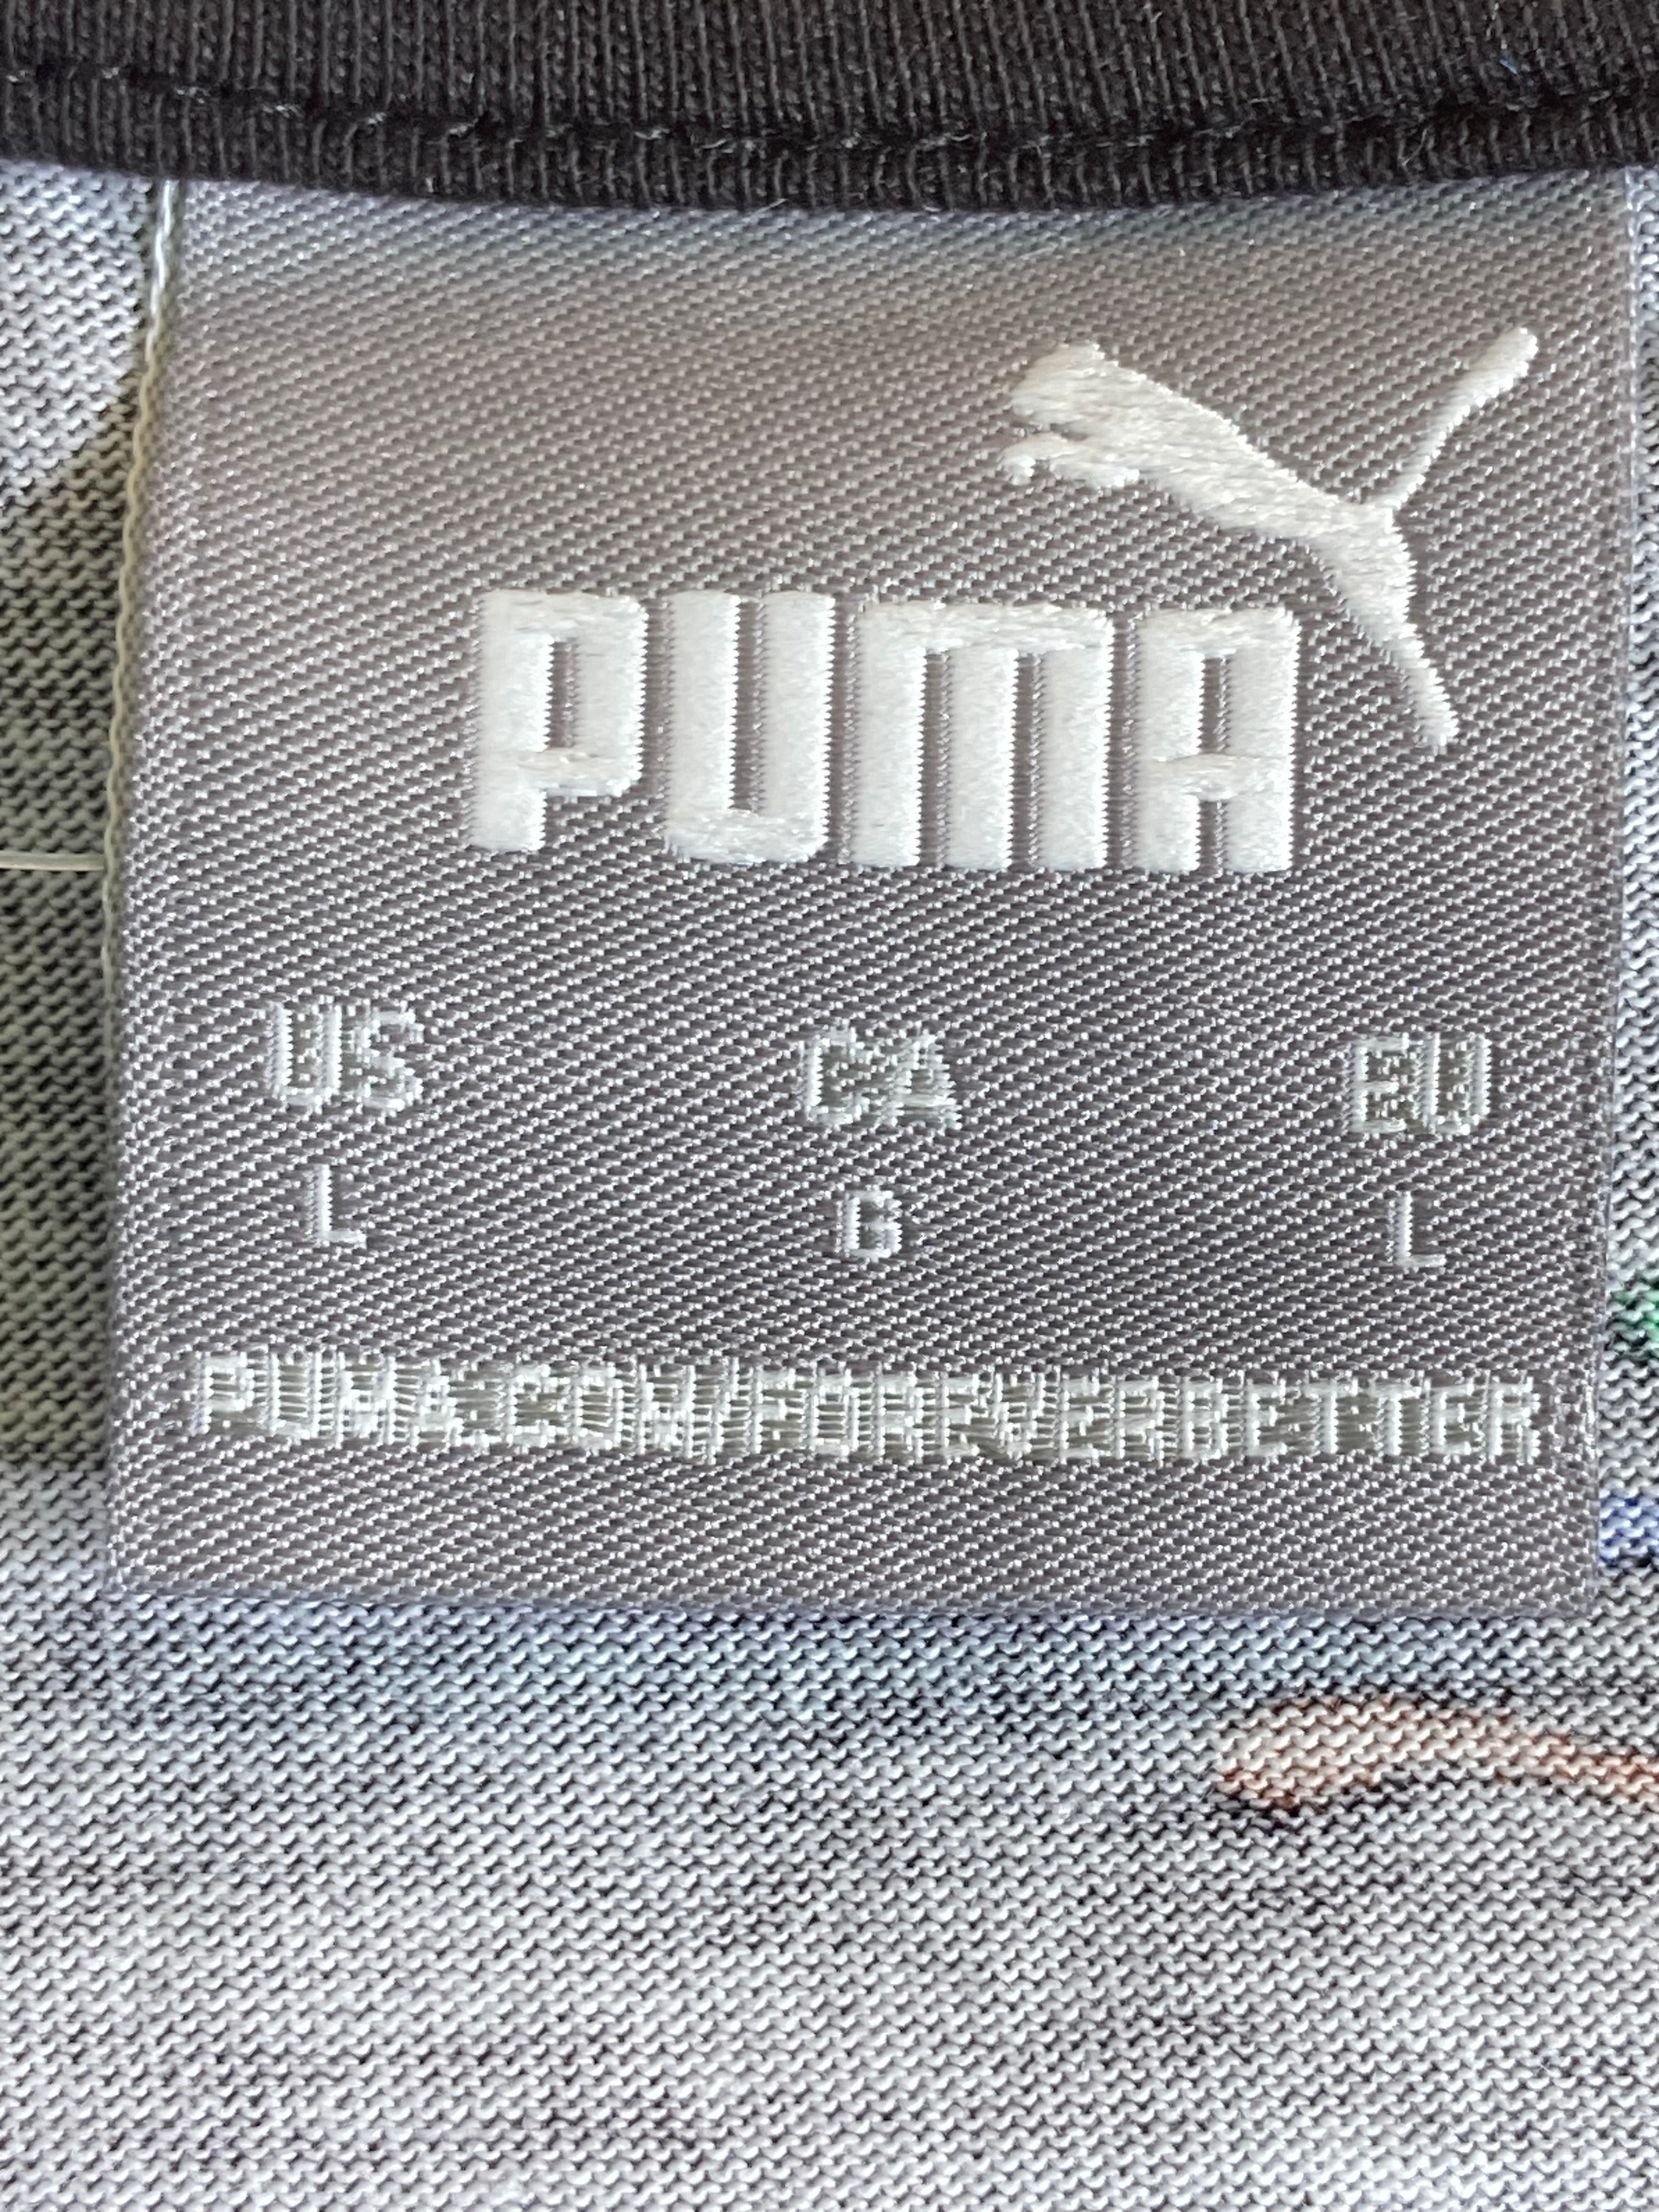 PUMA
US CA EU
L G L
PUMA.COM/FOREVERBETTER